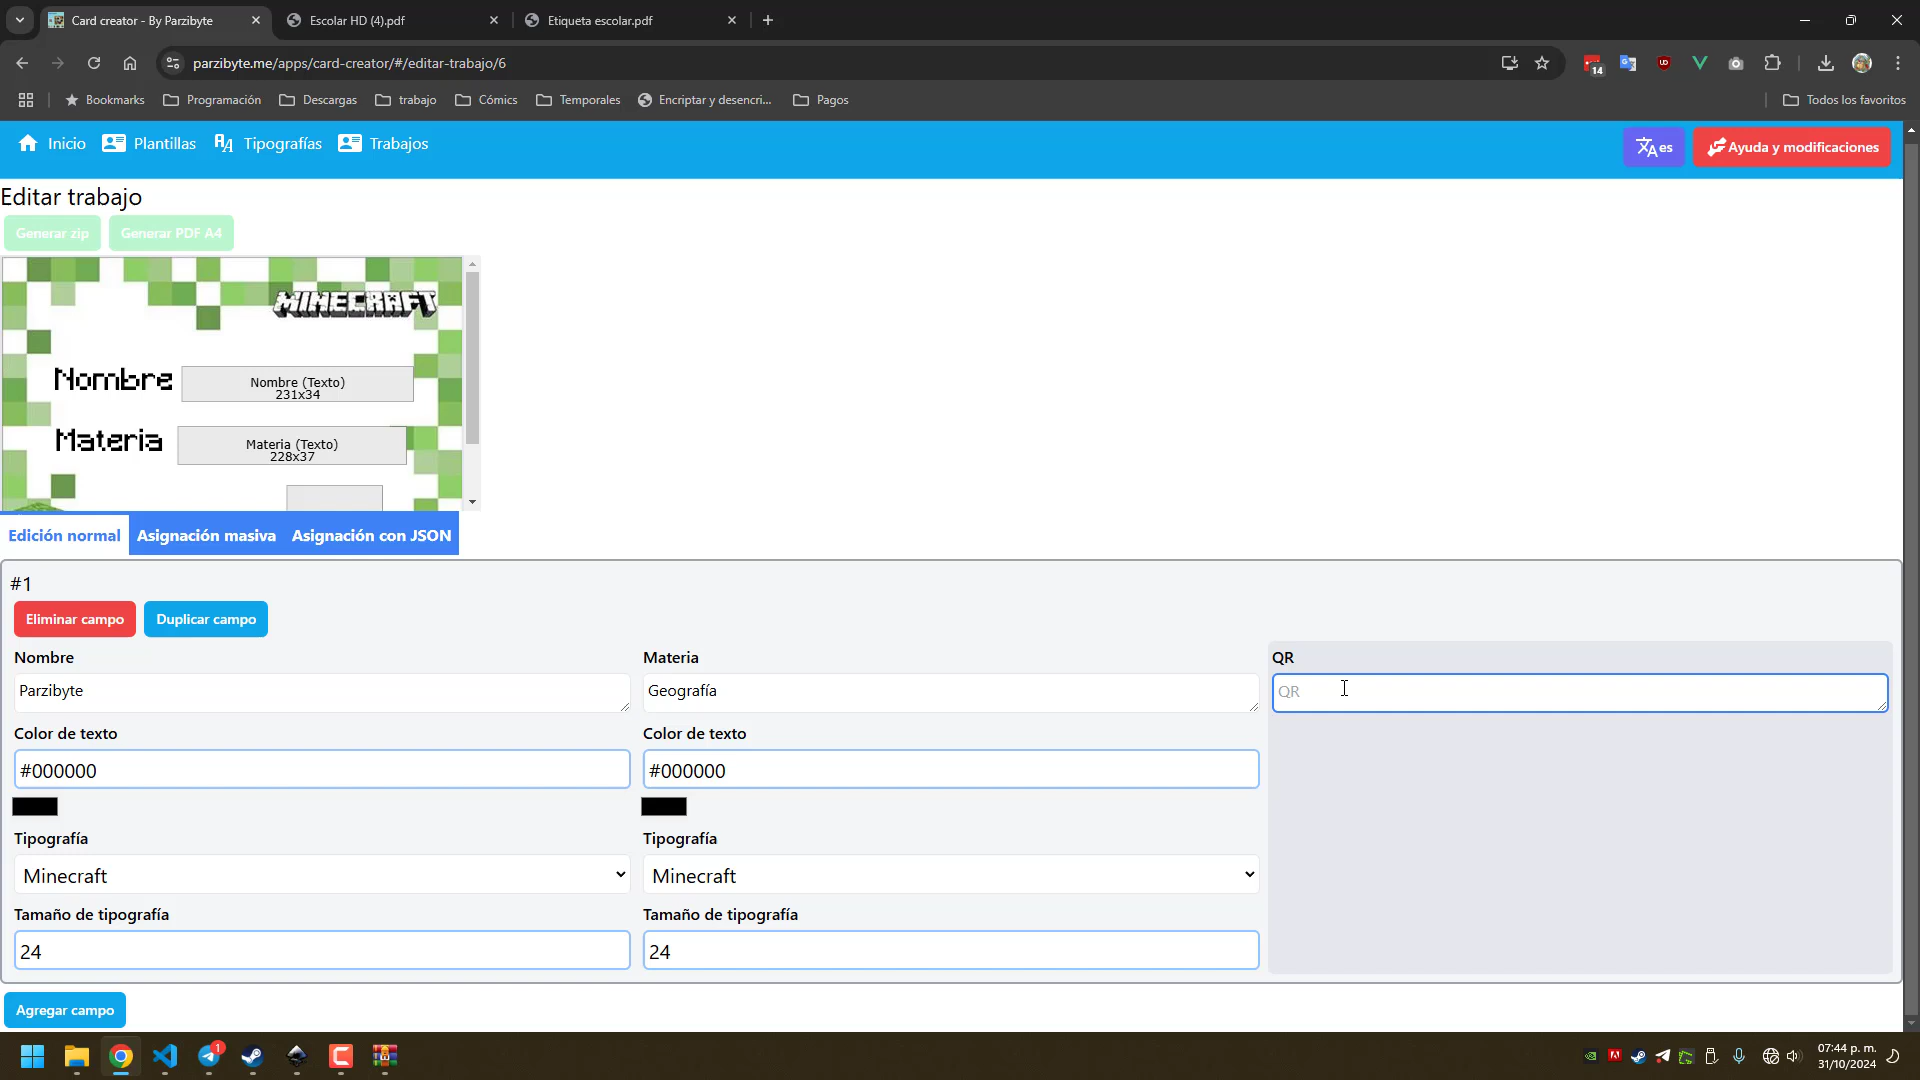 Card creator - By Parzibyte
Escolar HD (4).pdf
Etiqueta escolar.pdf
parzibyte.me/apps/card-creator/#/editar-trabajo/6
14
Bookmarks
Programación
Descargas
trabajo
Cómics
Temporales
Encriptar y desencri...
Pagos
Todos los favoritos
Inicio
Plantillas
Tipografías
Trabajos
es
Ayuda y modificaciones
Editar trabajo
Generar zip
Generar PDF A4
MINECRAFT
Nombre
Nombre (Texto)
231x34
Materia
Materia (Texto)
228x37
Edición normal
Asignación masiva
Asignación con JSON
#1
Eliminar campo
Duplicar campo
Nombre
Materia
QR
Parzibyte
Geografía
QR
Color de texto
Color de texto
#000000
#000000
Tipografía
Tipografía
Minecraft
Minecraft
Tamaño de tipografía
Tamaño de tipografía
24
24
Agregar campo
1
07:44 p. m.
31/10/2024